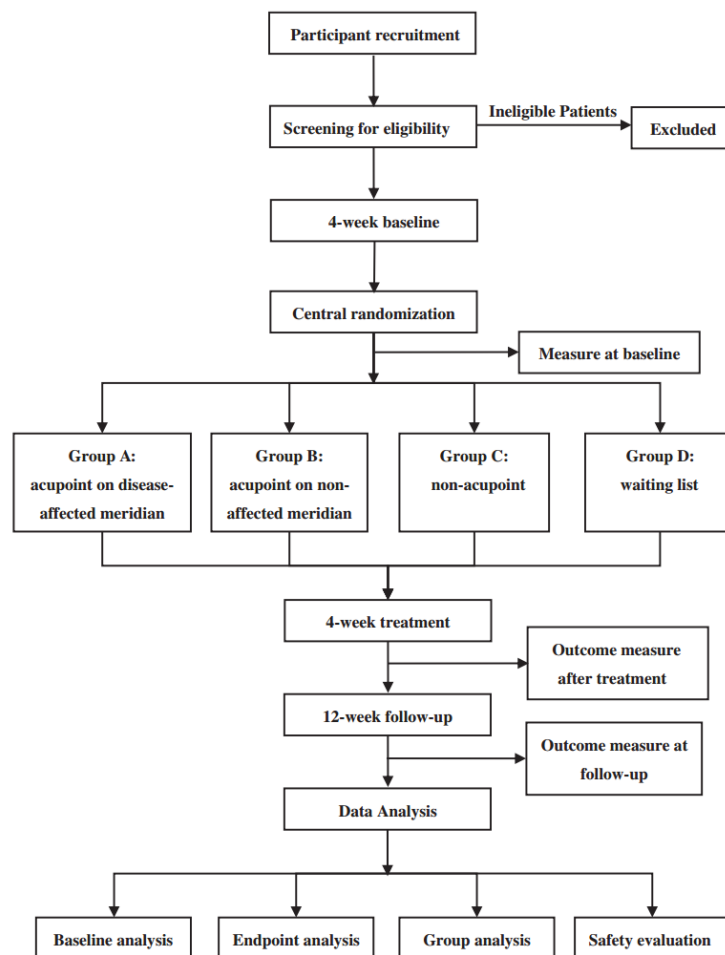 Participant recruitment
Screening for eligibility
Ineligible Patients
Excluded
4-week baseline
Central randomization
Measure at baseline
Group A:
acupoint on disease-
affected meridian
Group B:
acupoint on non-
affected meridian
Group C:
non-acupoint
Group D:
waiting list
4-week treatment
Outcome measure
after treatment
12-week follow-up
Outcome measure at
follow-up
Data Analysis
Baseline analysis
Endpoint analysis
Group analysis
Safety evaluation